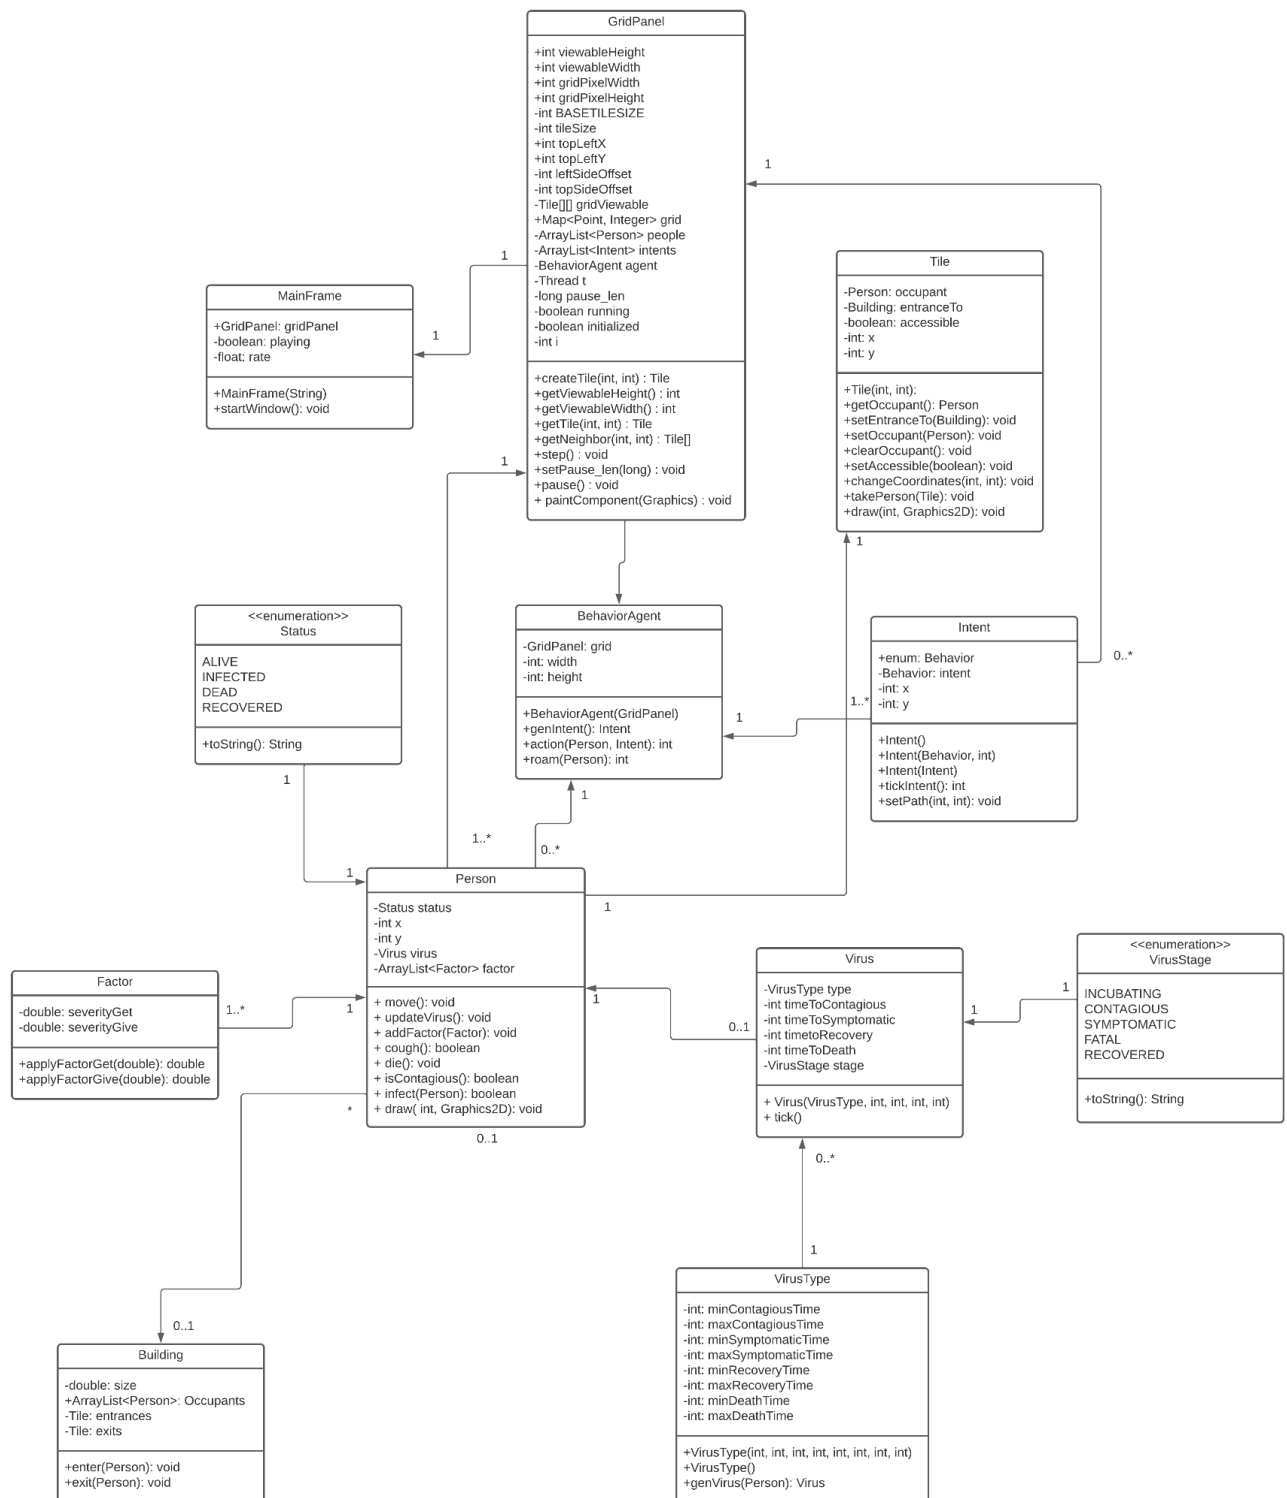 GridPanel
+int viewableHeight
+int viewableWidth
+int gridPixelWidth
+int gridPixelHeight
-int BASETILESIZE
-int tileSize
+int topLeftX
+int topLeftY
-int leftSideOffset
-int topSideOffset
-Tile[][] gridViewable
+Map<Point, Integer> grid
-ArrayList<Person> people
-ArrayList<Intent> intents
-BehaviorAgent agent
-Thread t
-long pause_len
-boolean running
-boolean initialized
-int i
+createTile(int, int) : Tile
+getViewableHeight() : int
+getViewableWidth() : int
+getTile(int, int) : Tile
+getNeighbor(int, int) : Tile[]
+step() : void
+setPause_len(long) : void
+pause() : void
+ paintComponent(Graphics) : void
1
1
1
1
MainFrame
+GridPanel: gridPanel
-boolean: playing
-float: rate
+MainFrame(String)
+startWindow(): void
Tile
-Person: occupant
-Building: entranceTo
-boolean: accessible
-int: x
-int: y
+Tile(int, int):
+getOccupant(): Person
+setEntranceTo(Building): void
+setOccupant(Person): void
+clearOccupant(): void
+setAccessible(boolean): void
+changeCoordinates(int, int): void
+takePerson(Tile): void
+draw(int, Graphics2D): void
1
<<enumeration>>
Status
ALIVE
INFECTED
DEAD
RECOVERED
+toString(): String
1
BehaviorAgent
-GridPanel: grid
-int: width
-int: height
+BehaviorAgent(GridPanel)
+genIntent(): Intent
+action(Person, Intent): int
+roam(Person): int
1
1
Intent
+enum: Behavior
-Behavior: intent
-int: x
-int: y
+Intent()
+Intent(Behavior, int)
+Intent(Intent)
+tickIntent(): int
+setPath(int, int): void
0..*
1..*
1..*
0..*
1
1
Person
-Status status
-int x
-int y
-Virus virus
-ArrayList<Factor> factor
+ move(): void
+ updateVirus(): void
+ addFactor(Factor): void
+ cough(): boolean
+ die(): void
+ isContagious(): boolean
+ infect(Person): boolean
+ draw( int, Graphics2D): void
0..1
Factor
-double: severityGet
-double: severityGive
+applyFactorGet(double): double
+applyFactorGive(double): double
1..*
1
*
1
0..1
Virus
-VirusType type
-int timeToContagious
-int timeToSymptomatic
-int timetoRecovery
-int timeToDeath
-VirusStage stage
+ Virus(VirusType, int, int, int, int)
+ tick()
1
1
<<enumeration>>
VirusStage
INCUBATING
CONTAGIOUS
SYMPTOMATIC
FATAL
RECOVERED
+toString(): String
0..*
1
0..1
Building
-double: size
+ArrayList<Person>: Occupants
-Tile: entrances
-Tile: exits
+enter(Person): void
+exit(Person): void
VirusType
-int: minContagiousTime
-int: maxContagiousTime
-int: minSymptomaticTime
-int: maxSymptomaticTime
-int: minRecoveryTime
-int: maxRecoveryTime
-int: minDeathTime
-int: maxDeathTime
+VirusType(int, int, int, int, int, int, int, int)
+VirusType()
+genVirus(Person): Virus